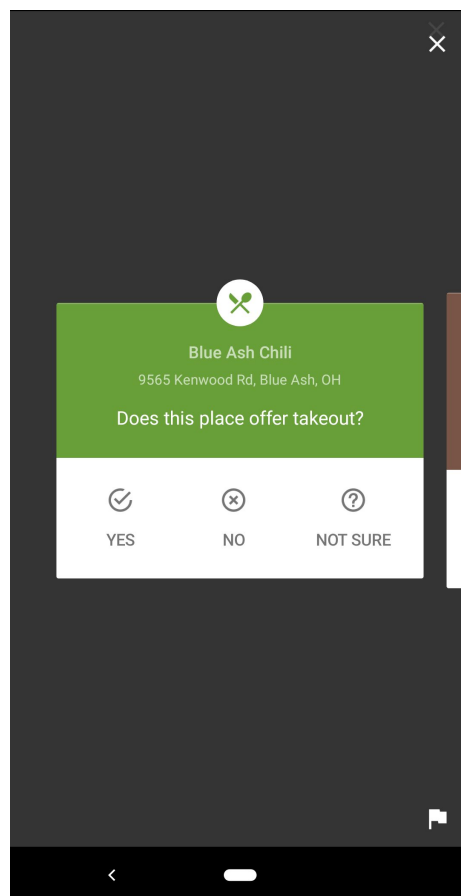 Blue Ash Chili
9565 Kenwood Rd, Blue Ash, OH
Does this place offer takeout?
YES NO NOT SURE